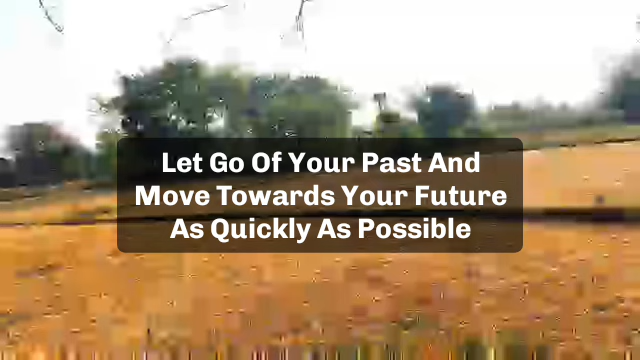 Let Go Of Your Past And
Move Towards Your Future
As Quickly As Possible